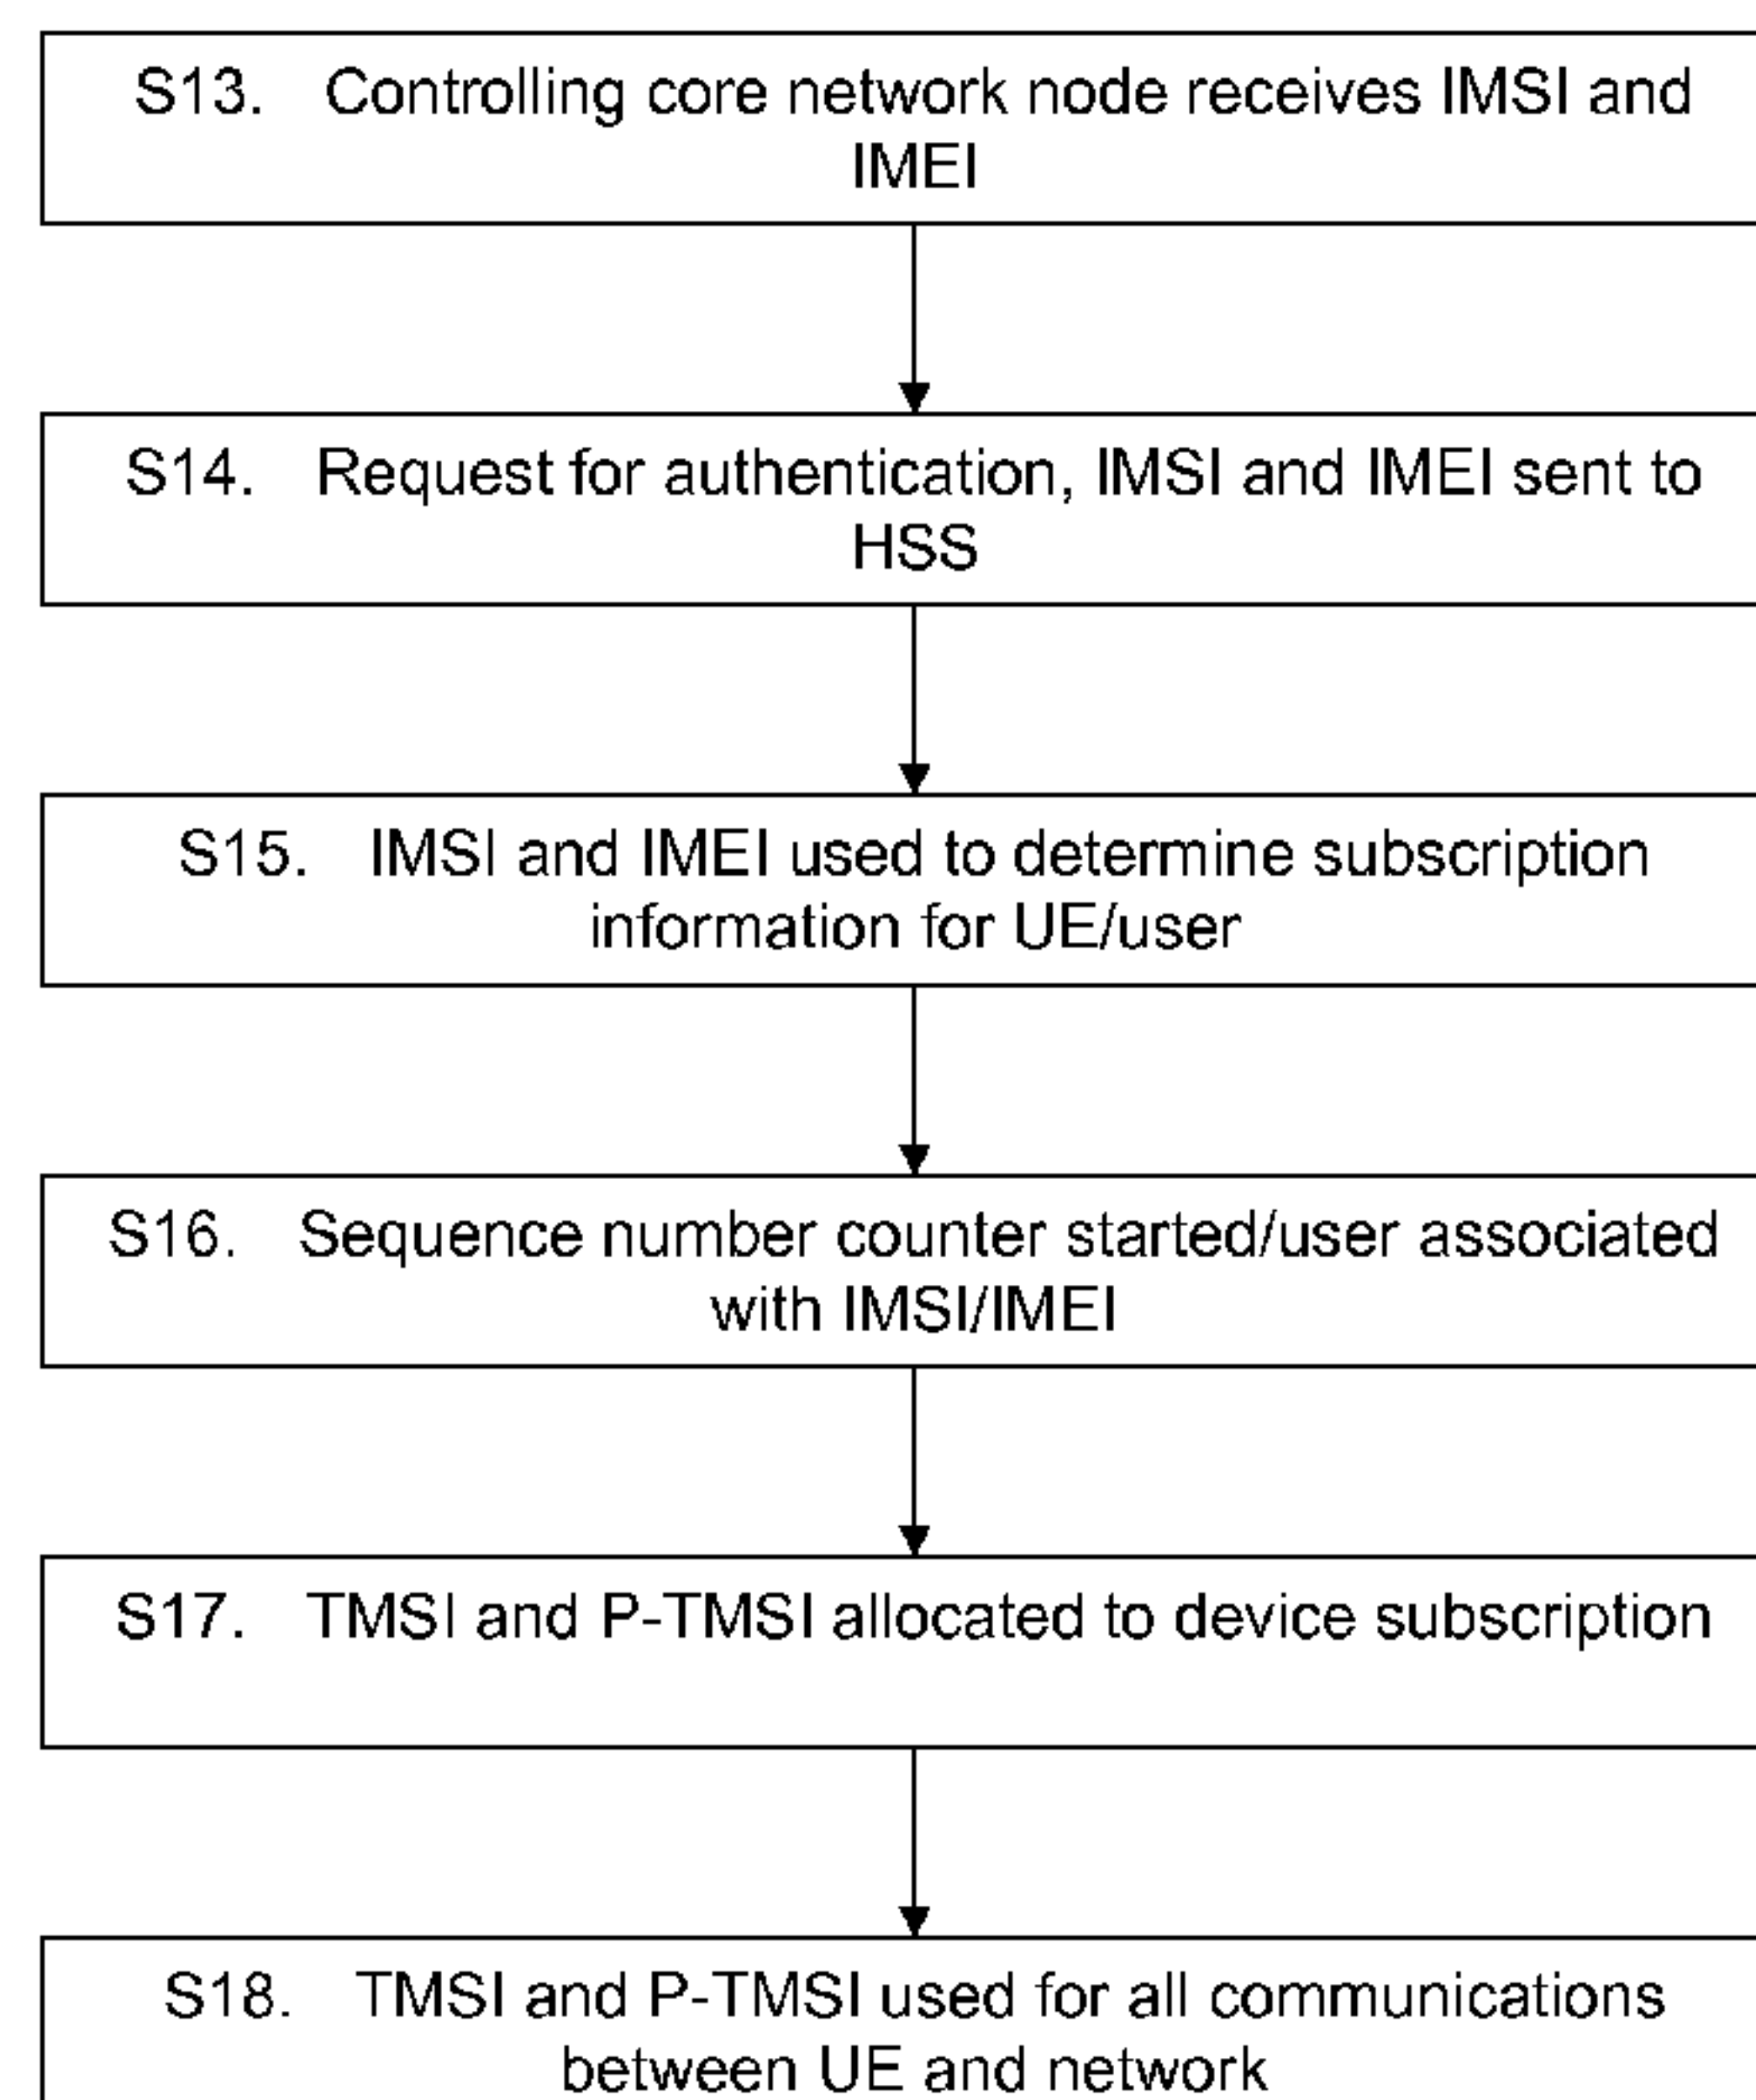 S13. Controlling core network node receives IMSI and
IMEI
S14. Request for authentication, IMSI and IMEI sent to
HSS
S15. IMSI and IMEI used to determine subscription
information for UE/user
S16. Sequence number counter started/user associated
with IMSI/IMEI
S17. TMSI and P-TMSI allocated to device subscription
S18. TMSI and P-TMSI used for all communications
between UE and network